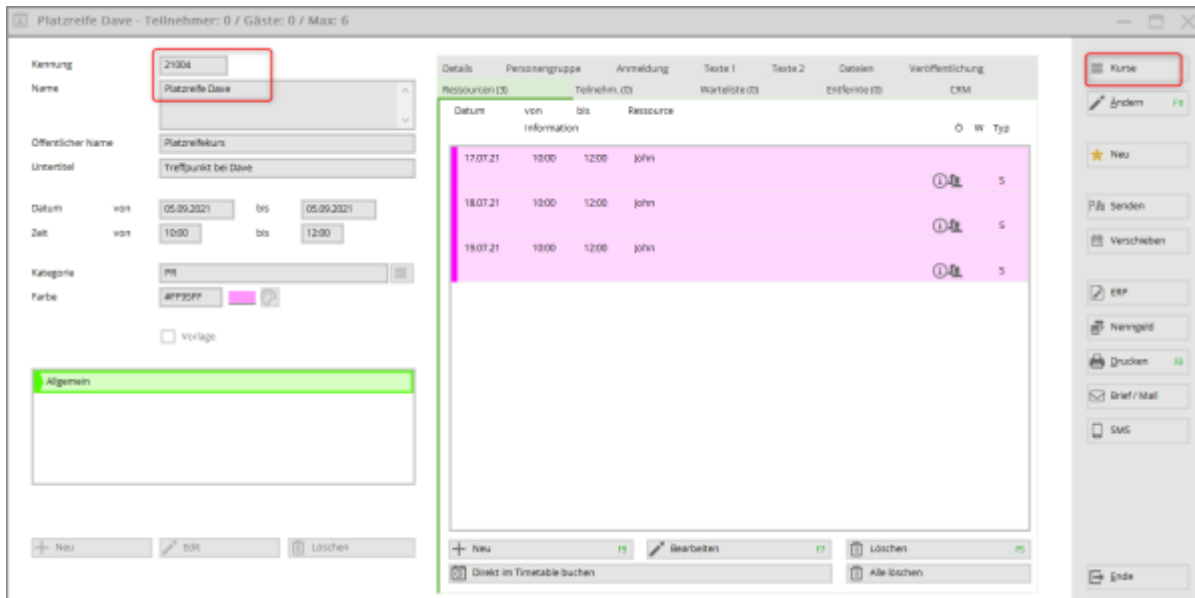 Platzreife Dave - Teilnehmer: 0 / Gäste: 0 / Max: 6
Kennung 21004
Name Platzreife Dave
Öffentlicher Name Platzreifekurs
Untertitel Treffpunkt bei Dave
Datum von 05.09.2021 bis 05.09.2021
Zeit von 10:00 bis 12:00
Kategorie PR
Farbe #FF95FF
Vorlage
Allgemein
Neu Edit Löschen
Details Personengruppe Anmeldung Texte 1 Texte 2 Dateien Veröffentlichung
Ressourcen (3) Teilnehm. (0) Warteliste (0) Entfernte (0) CRM
Datum von bis Ressource
Information O W Typ
17.07.21 10:00 12:00 John
S
18.07.21 10:00 12:00 John
S
19.07.21 10:00 12:00 John
S
Neu F9 Bearbeiten F7 Löschen F5
Direkt im Timetable buchen Alle löschen
Kurse
Ändern F8
Neu
Senden
Verschieben
ERP
Nenngeld
Drucken
Brief / Mail
SMS
Ende